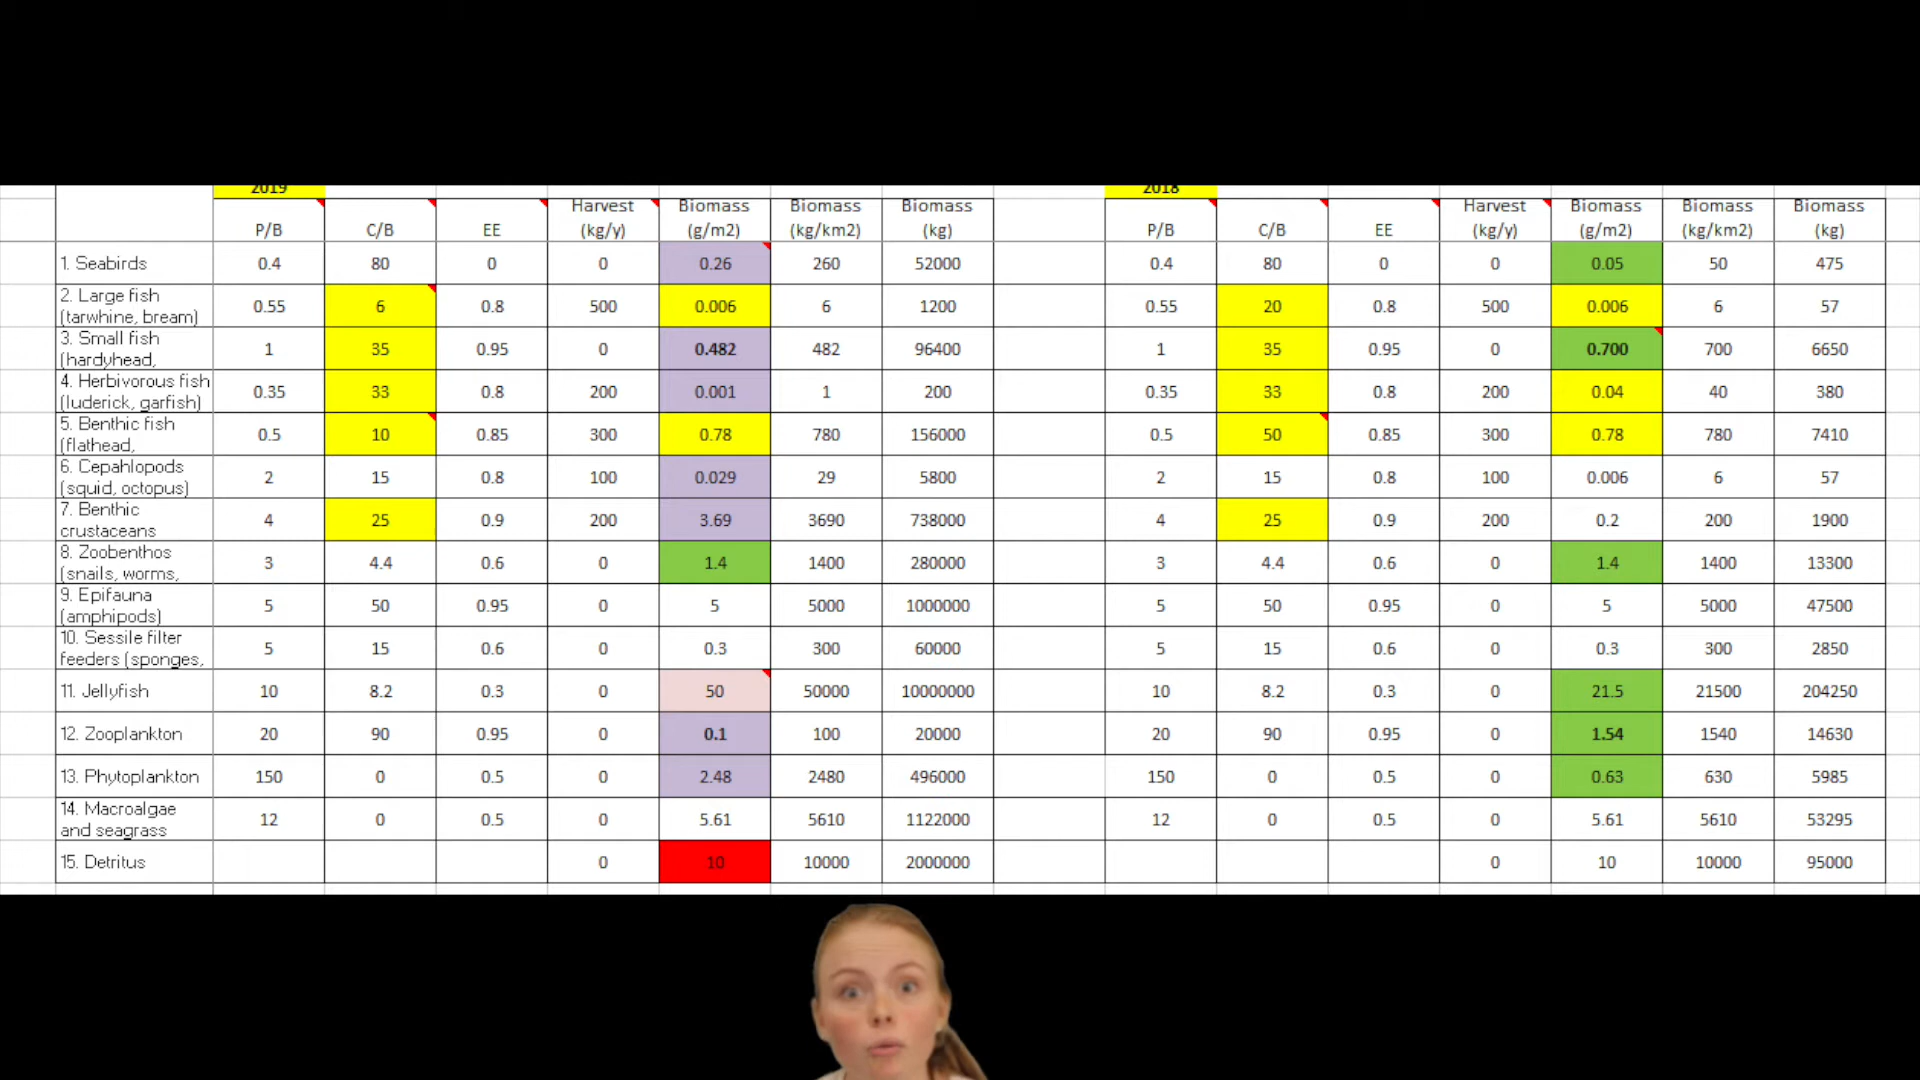 2019 2018
P/B C/B EE Harvest (kg/y) Biomass (g/m2) Biomass (kg/km2) Biomass (kg) P/B C/B EE Harvest (kg/y) Biomass (g/m2) Biomass (kg/km2) Biomass (kg)
1. Seabirds 0.4 80 0 0 0.26 260 52000 0.4 80 0 0 0.05 50 475
2. Large fish (tarwhine, bream) 0.55 6 0.8 500 0.006 6 1200 0.55 20 0.8 500 0.006 6 57
3. Small fish (hardyhead, 1 35 0.95 0 0.482 482 96400 1 35 0.95 0 0.700 700 6650
4. Herbivorous fish (luderick, garfish) 0.35 33 0.8 200 0.001 1 200 0.35 33 0.8 200 0.04 40 380
5. Benthic fish (flathead, 0.5 10 0.85 300 0.78 780 156000 0.5 50 0.85 300 0.78 780 7410
6. Cepahlopods (squid, octopus) 2 15 0.8 100 0.029 29 5800 2 15 0.8 100 0.006 6 57
7. Benthic crustaceans 4 25 0.9 200 3.69 3690 738000 4 25 0.9 200 0.2 200 1900
8. Zoobenthos (snails, worms, 3 4.4 0.6 0 1.4 1400 280000 3 4.4 0.6 0 1.4 1400 13300
9. Epifauna (amphipods) 5 50 0.95 0 5 5000 1000000 5 50 0.95 0 5 5000 47500
10. Sessile filter feeders (sponges, 5 15 0.6 0 0.3 300 60000 5 15 0.6 0 0.3 300 2850
11. Jellyfish 10 8.2 0.3 0 50 50000 10000000 10 8.2 0.3 0 21.5 21500 204250
12. Zooplankton 20 90 0.95 0 0.1 100 20000 20 90 0.95 0 1.54 1540 14630
13. Phytoplankton 150 0 0.5 0 2.48 2480 496000 150 0 0.5 0 0.63 630 5985
14. Macroalgae and seagrass 12 0 0.5 0 5.61 5610 1122000 12 0 0.5 0 5.61 5610 53295
15. Detritus 0 10 10000 2000000 0 10 10000 95000